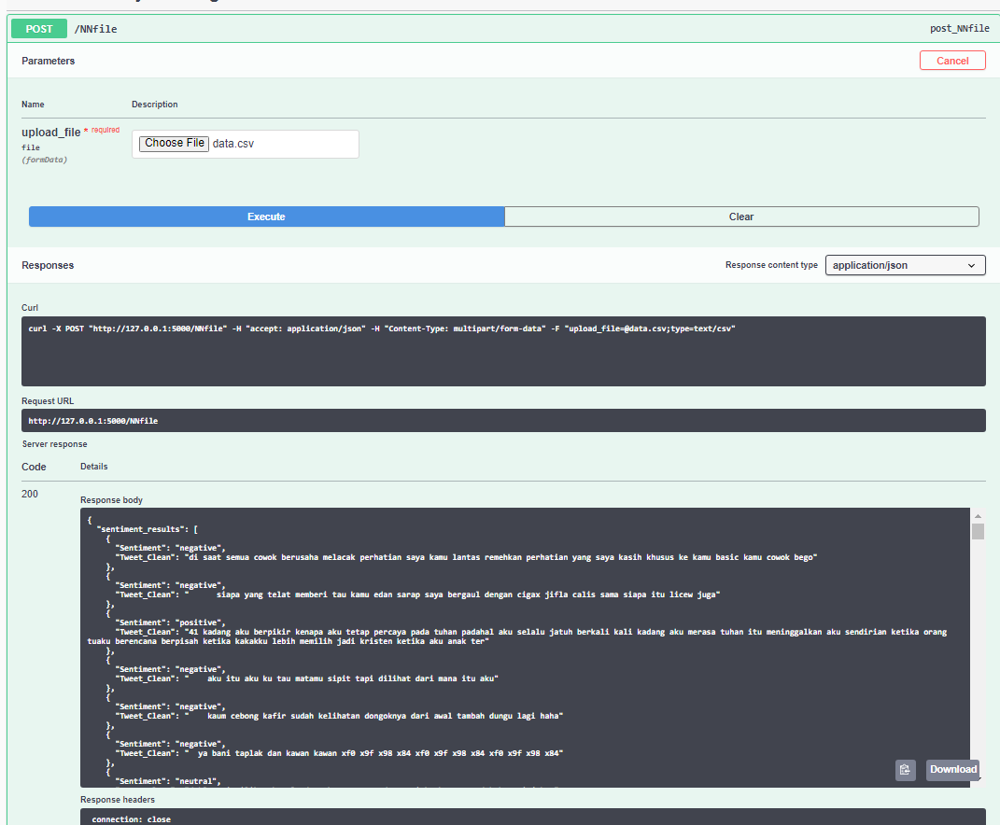 POST /NNfile post_NNfile
Parameters Cancel
Name Description
upload_file * required
file
(formData)
Choose File data.csv
Execute Clear
Responses Response content type application/json
Curl
curl -X POST "http://127.0.0.1:5000/NNfile" -H "accept: application/json" -H "Content-Type: multipart/form-data" -F "upload_file=@data.csv;type=text/csv"
Request URL
http://127.0.0.1:5000/NNfile
Server response
Code Details
200
Response body
{
"sentiment_results": [
{
"Sentiment": "negative",
"Tweet_Clean": "di saat semua cowok berusaha melacak perhatian saya kamu lantas remehkan perhatian yang saya kasih khusus ke kamu basic kamu cowok bego"
},
{
"Sentiment": "negative",
"Tweet_Clean": "      siapa yang telat memberi tau kamu edan sarap saya bergaul dengan cigax jifla calis sama siapa itu licew juga"
},
{
"Sentiment": "positive",
"Tweet_Clean": "41 kadang aku berpikir kenapa aku tetap percaya pada tuhan padahal aku selalu jatuh berkali kali kadang aku merasa tuhan itu meninggalkan aku sendirian ketika orang
tuaku berencana berpisah ketika kakakku lebih memilih jadi kristen ketika aku anak ter"
},
{
"Sentiment": "negative",
"Tweet_Clean": "    aku itu aku ku tau matamu sipit tapi dilihat dari mana itu aku"
},
{
"Sentiment": "negative",
"Tweet_Clean": "    kaum cebong kafir sudah kelihatan dongoknya dari awal tambah dungu lagi haha"
},
{
"Sentiment": "negative",
"Tweet_Clean": "  ya bani taplak dan kawan kawan xf0 x9f x98 x84 xf0 x9f x98 x84 xf0 x9f x98 x84"
},
{
"Sentiment": "neutral",
Download
Response headers
connection: close